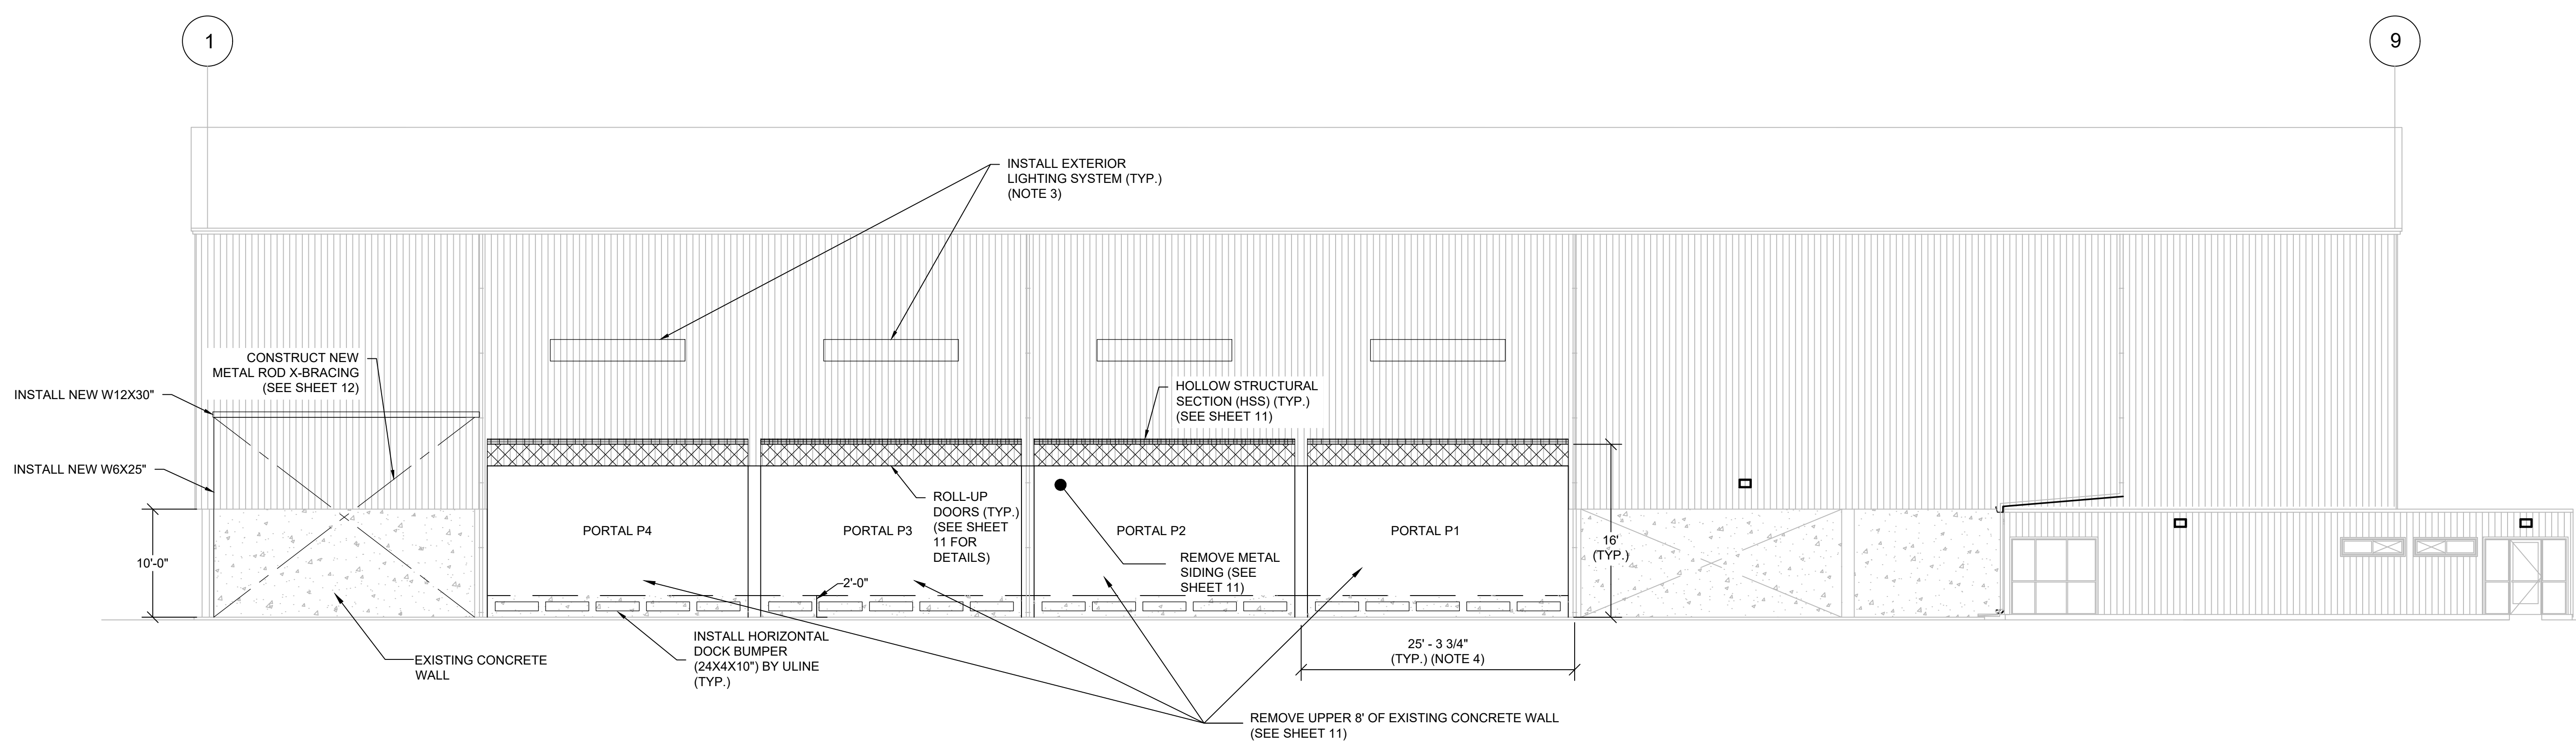 1
9
INSTALL EXTERIOR
LIGHTING SYSTEM (TYP.)
(NOTE 3)
CONSTRUCT NEW
METAL ROD X-BRACING
(SEE SHEET 12)
INSTALL NEW W12X30"
HOLLOW STRUCTURAL
SECTION (HSS) (TYP.)
(SEE SHEET 11)
INSTALL NEW W6X25"
ROLL-UP
DOORS (TYP.)
(SEE SHEET
11 FOR
DETAILS)
PORTAL P4
PORTAL P3
PORTAL P2
PORTAL P1
16'
(TYP.)
10'-0"
REMOVE METAL
SIDING (SEE
SHEET 11)
2'-0"
INSTALL HORIZONTAL
DOCK BUMPER
(24X4X10") BY ULINE
(TYP.)
25' - 3 3/4"
(TYP.) (NOTE 4)
EXISTING CONCRETE
WALL
REMOVE UPPER 8' OF EXISTING CONCRETE WALL
(SEE SHEET 11)